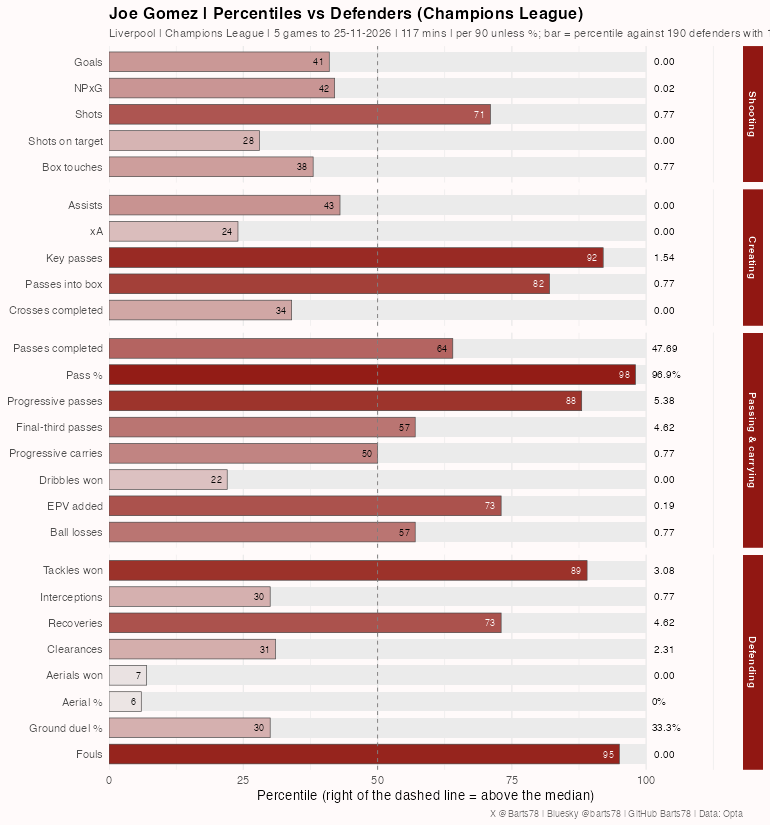 Joe Gomez | Percentiles vs Defenders (Champions League)
Liverpool | Champions League | 5 games to 25-11-2026 | 117 mins | per 90 unless %; bar = percentile against 190 defenders with
Goals 41 0.00
NPxG 42 0.02
Shots 71 0.77
Shots on target 28 0.00
Box touches 38 0.77
Shooting
Assists 43 0.00
xA 24 0.00
Key passes 92 1.54
Passes into box 82 0.77
Crosses completed 34 0.00
Creating
Passes completed 64 47.69
Pass % 98 96.9%
Progressive passes 88 5.38
Final-third passes 57 4.62
Progressive carries 50 0.77
Dribbles won 22 0.00
EPV added 73 0.19
Ball losses 57 0.77
Passing & carrying
Tackles won 89 3.08
Interceptions 30 0.77
Recoveries 73 4.62
Clearances 31 2.31
Aerials won 7 0.00
Aerial % 6 0%
Ground duel % 30 33.3%
Fouls 95 0.00
Defending
0 25 50 75 100
Percentile (right of the dashed line = above the median)
X @Barts78 | Bluesky @barts78 | GitHub Barts78 | Data: Opta